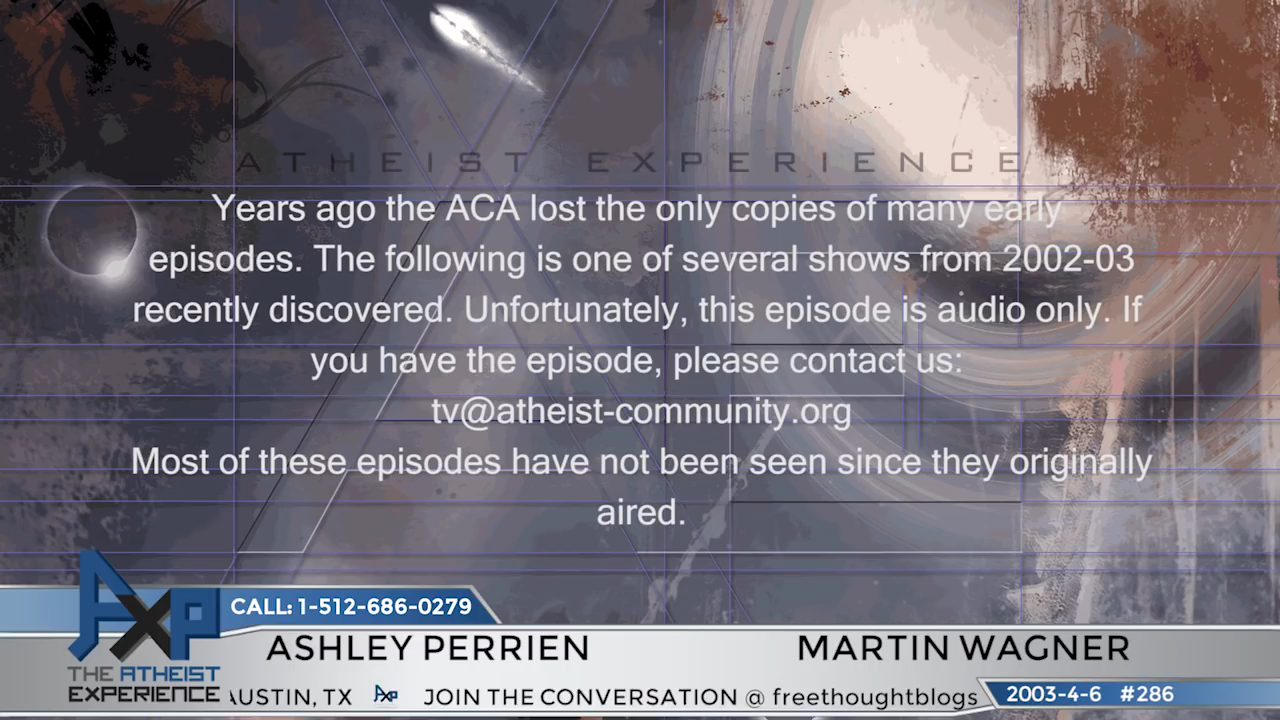 ATHEIST EXPERIENCE
Years ago the ACA lost the only copies of many early
episodes. The following is one of several shows from 2002-03
recently discovered. Unfortunately, this episode is audio only. If
you have the episode, please contact us:
tv@atheist-community.org
Most of these episodes have not been seen since they originally
aired.
CALL: 1-512-686-0279
AXP
ASHLEY PERRIEN MARTIN WAGNER
THE ATHEIST
EXPERIENCE
AUSTIN, TX AXP JOIN THE CONVERSATION @ freethoughtblogs
2003-4-6 #286